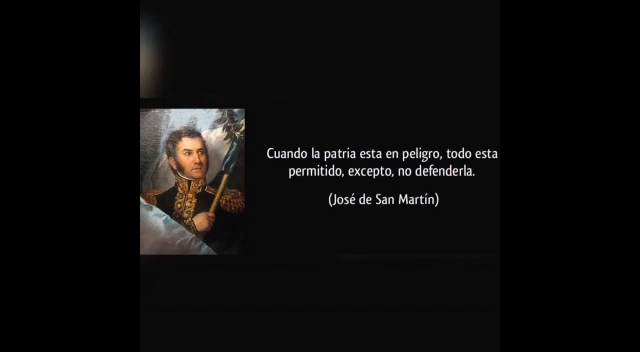 Cuando la patria esta en peligro, todo esta
permitido, excepto, no defenderla.
(José de San Martín)